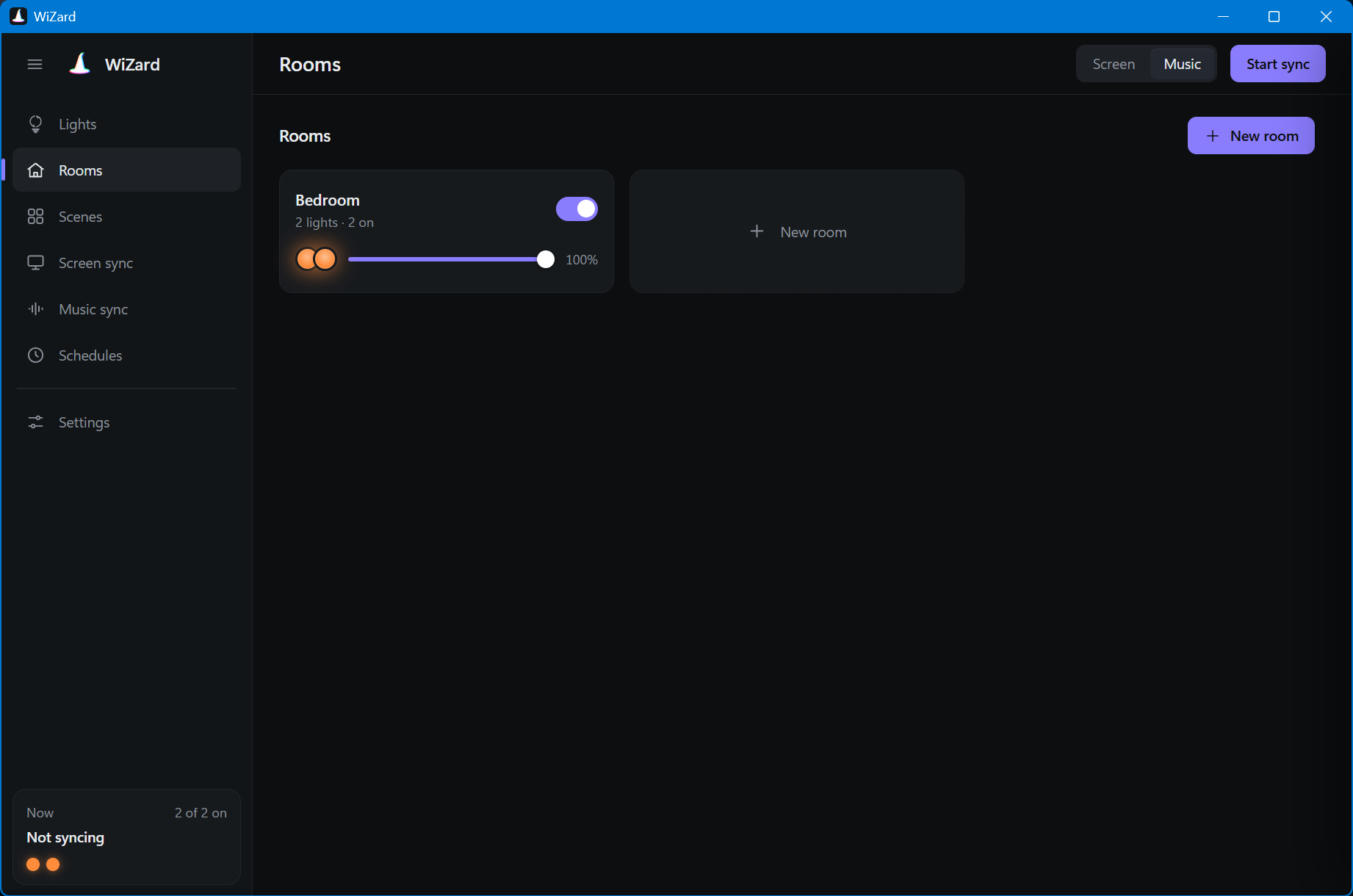 WiZard
WiZard
Lights
Rooms
Scenes
Screen sync
Music sync
Schedules
Settings
Now 2 of 2 on
Not syncing
Rooms
Screen Music Start sync
Rooms
New room
Bedroom
2 lights · 2 on
100%
New room